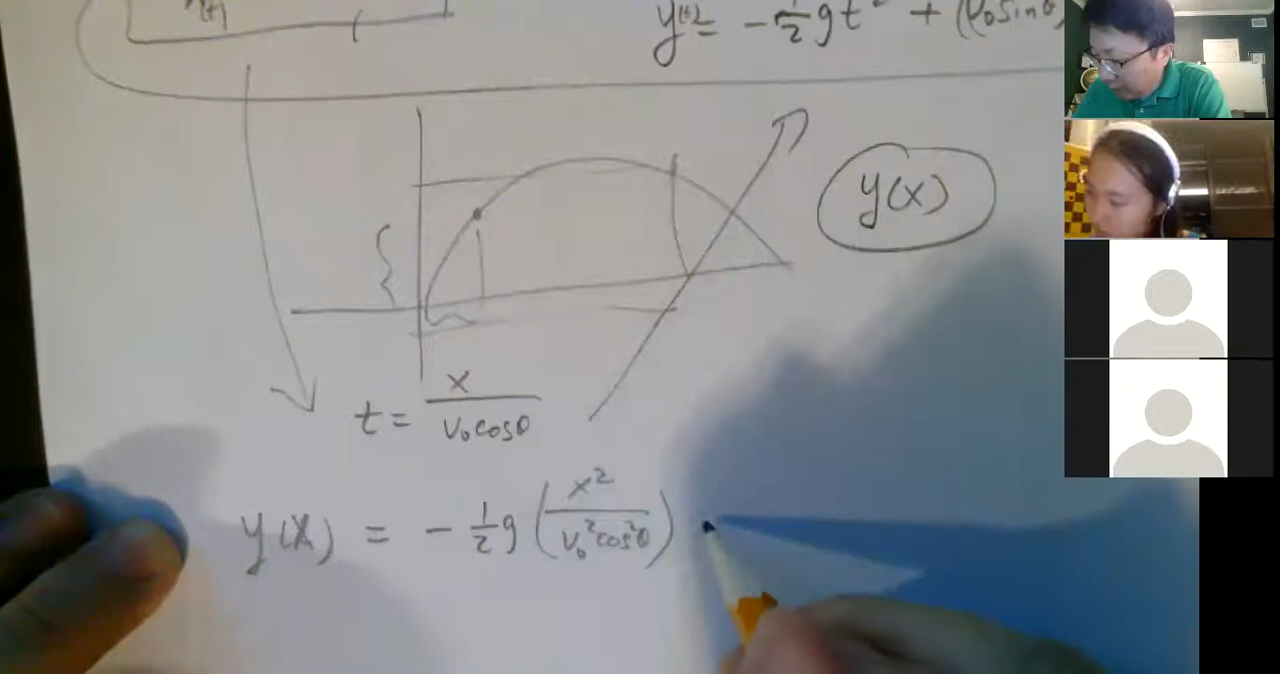 y(t)= -½gt² + (v₀sinθ
y(x)
t = x / v₀cosθ
y(x) = -½g (x² / v₀²cos²θ)